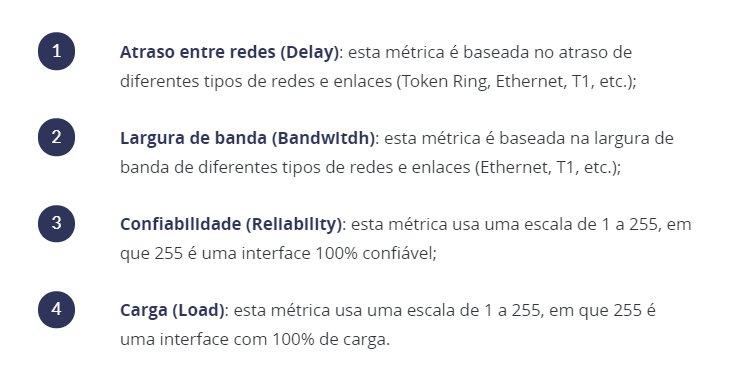 1
Atraso entre redes (Delay): esta métrica é baseada no atraso de
diferentes tipos de redes e enlaces (Token Ring, Ethernet, T1, etc.);
2
Largura de banda (Bandwitdh): esta métrica é baseada na largura de
banda de diferentes tipos de redes e enlaces (Ethernet, T1, etc.);
3
Confiabilidade (Reliability): esta métrica usa uma escala de 1 a 255, em
que 255 é uma interface 100% confiável;
4
Carga (Load): esta métrica usa uma escala de 1 a 255, em que 255 é
uma interface com 100% de carga.